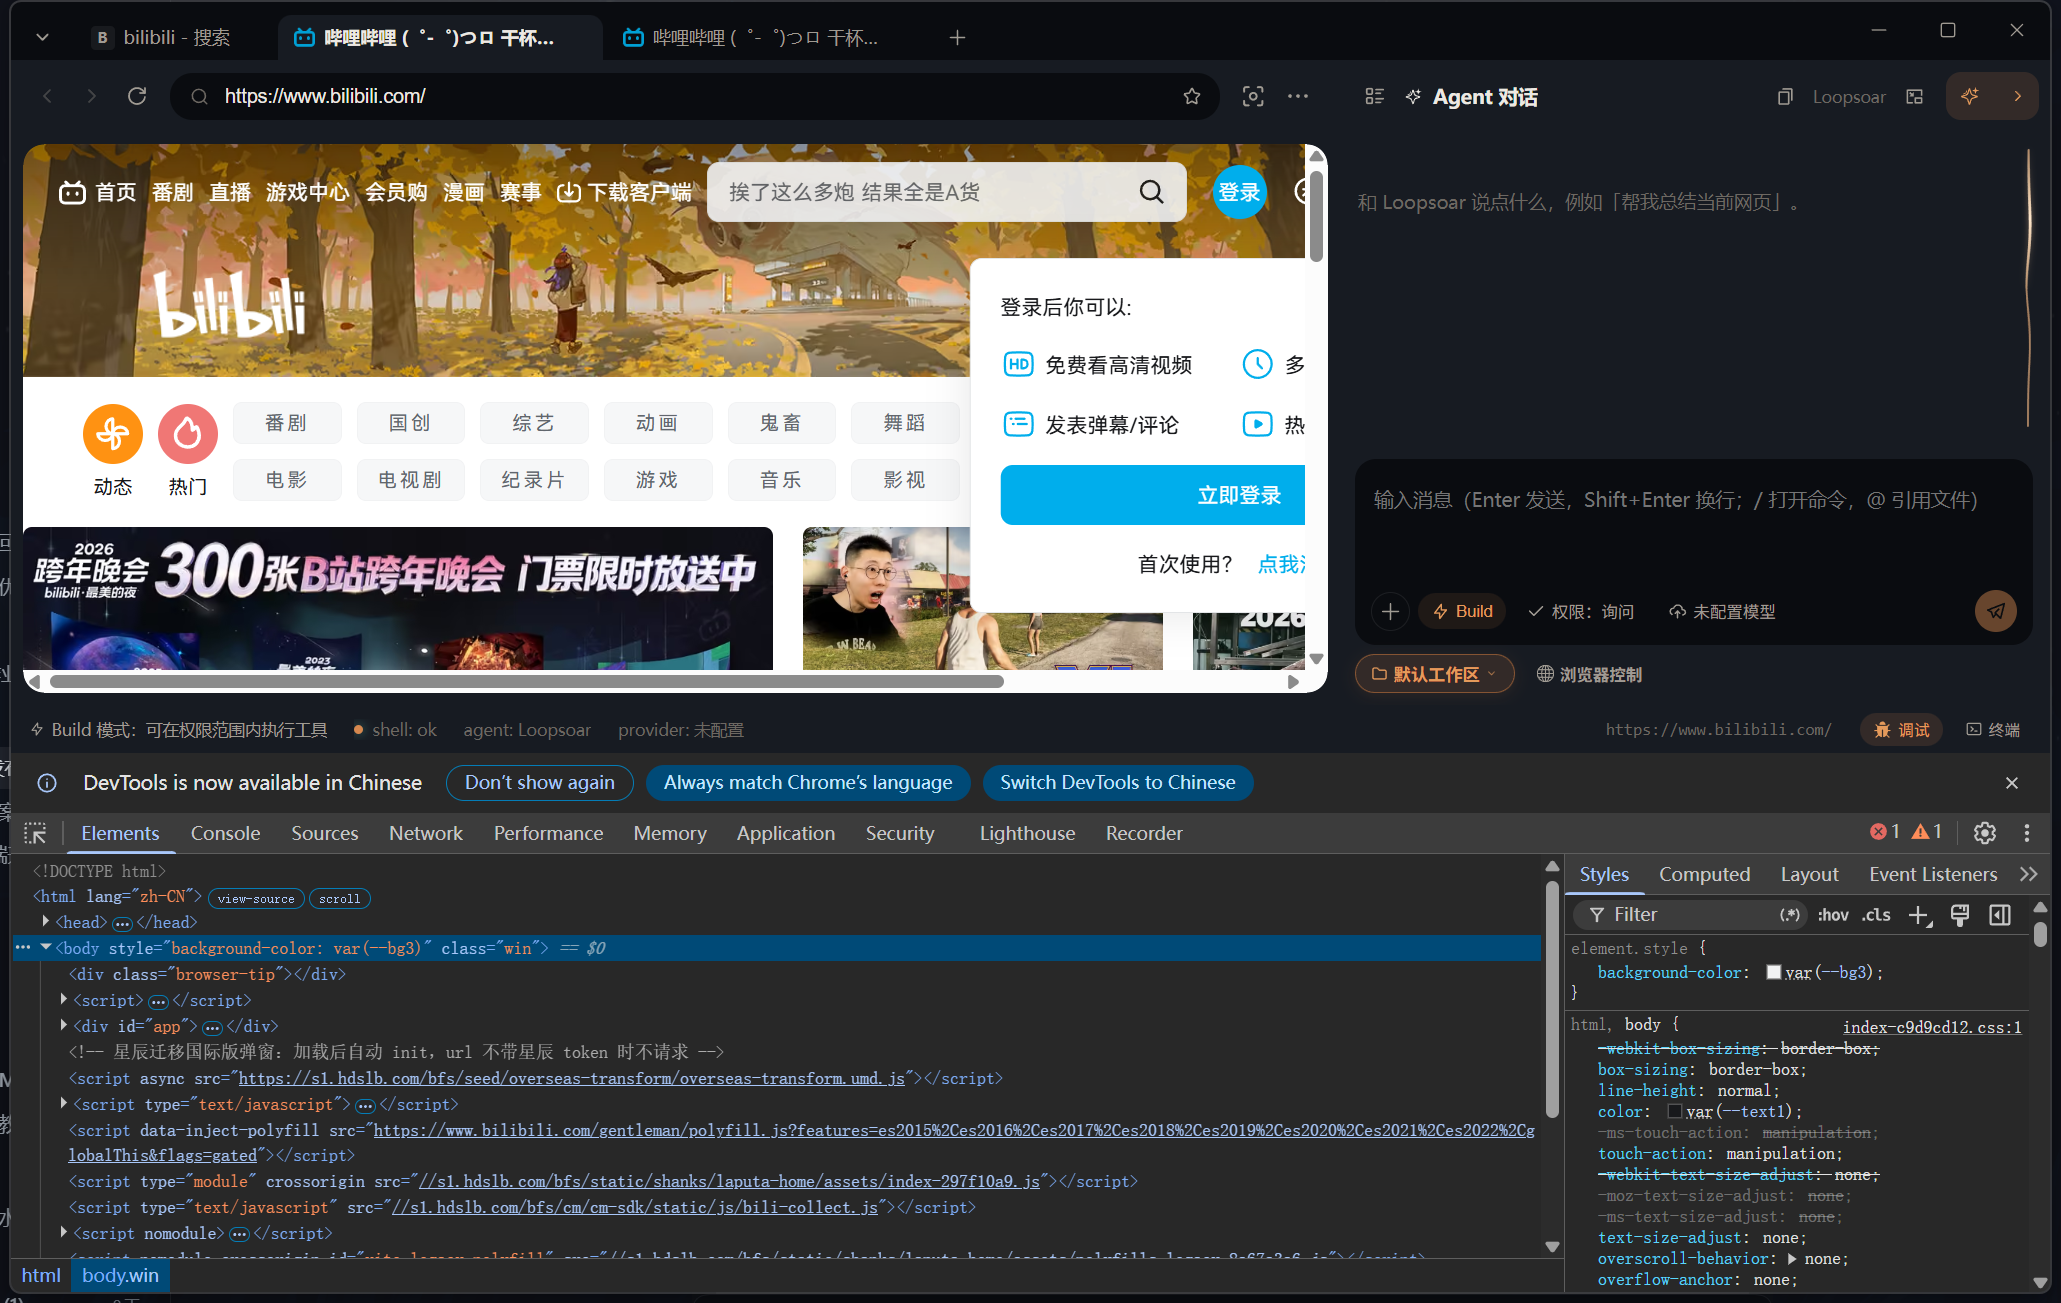 B bilibili - 搜索
哔哩哔哩 (゜-゜)つロ 干杯...
哔哩哔哩 (゜-゜)つロ 干杯...
https://www.bilibili.com/
Agent 对话
Loopsoar
首页 番剧 直播 游戏中心 会员购 漫画 赛事 下载客户端
挨了这么多炮 结果全是A货
登录
bilibili
登录后你可以:
HD 免费看高清视频
多
发表弹幕/评论
热
立即登录
首次使用?
点我
番剧 国创 综艺 动画 鬼畜 舞蹈
动态 热门
电影 电视剧 纪录片 游戏 音乐 影视
2026
跨年晚会
bilibili·最美的夜
300张B站跨年晚会 门票限时放送中
2023
最美的夜
2026
和 Loopsoar 说点什么，例如「帮我总结当前网页」。
输入消息（Enter 发送，Shift+Enter 换行；/ 打开命令，@ 引用文件）
Build
权限：询问
未配置模型
默认工作区
浏览器控制
Build 模式：可在权限范围内执行工具
shell: ok
agent: Loopsoar
provider: 未配置
https://www.bilibili.com/
调试
终端
DevTools is now available in Chinese
Don't show again
Always match Chrome's language
Switch DevTools to Chinese
Elements Console Sources Network Performance Memory Application Security Lighthouse Recorder
1 1
<!DOCTYPE html>
<html lang="zh-CN"> view-source scroll
<head> ... </head>
... <body style="background-color: var(--bg3)" class="win"> == $0
<div class="browser-tip"></div>
<script> ... </script>
<div id="app"> ... </div>
<!-- 星辰迁移国际版弹窗：加载后自动 init，url 不带星辰 token 时不请求 -->
<script async src="https://s1.hdslb.com/bfs/seed/overseas-transform/overseas-transform.umd.js"></script>
<script type="text/javascript"> ... </script>
<script data-inject-polyfill src="https://www.bilibili.com/gentleman/polyfill.js?features=es2015%2Ces2016%2Ces2017%2Ces2018%2Ces2019%2Ces2020%2Ces2021%2Ces2022%2Cg
lobalThis&flags=gated"></script>
<script type="module" crossorigin src="//s1.hdslb.com/bfs/static/shanks/laputa-home/assets/index-297f10a9.js"></script>
<script type="text/javascript" src="//s1.hdslb.com/bfs/cm/cm-sdk/static/js/bili-collect.js"></script>
<script nomodule> ... </script>
html body.win
Styles Computed Layout Event Listeners
Filter
(.*) :hov .cls
element.style {
background-color: var(--bg3);
}
html, body {
index-c9d9cd12.css:1
-webkit-box-sizing: border-box;
box-sizing: border-box;
line-height: normal;
color: var(--text1);
-ms-touch-action: manipulation;
touch-action: manipulation;
-webkit-text-size-adjust: none;
-moz-text-size-adjust: none;
-ms-text-size-adjust: none;
text-size-adjust: none;
overscroll-behavior: none;
overflow-anchor: none;